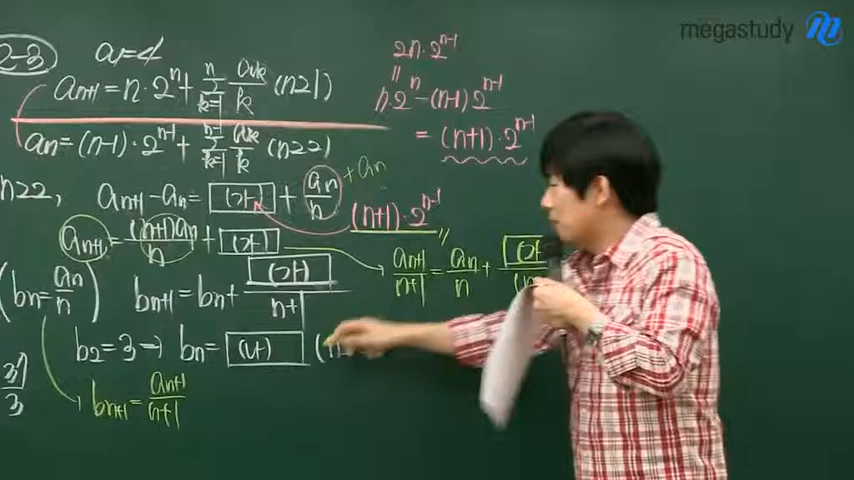 megastudy
2-3 a₁=4
aₙ₊₁=n·2ⁿ+ Σ(k=1, n) aₖ/k (n≥1)
aₙ=(n-1)·2ⁿ⁻¹+ Σ(k=1, n-1) aₖ/k (n≥2)
n≥2, aₙ₊₁-aₙ= (가) + aₙ/n +aₙ
aₙ₊₁= (n+1)aₙ/n + (가)
(bₙ=aₙ/n) bₙ₊₁=bₙ+ (가)/n+1
b₂=3→ bₙ= (나)
3/3
bₙ₊₁= aₙ₊₁/n+1
2n·2ⁿ⁻¹
||
n·2ⁿ-(n-1)2ⁿ⁻¹
=(n+1)·2ⁿ⁻¹
(n+1)·2ⁿ⁻¹
aₙ₊₁/n+1 = aₙ/n + (가)